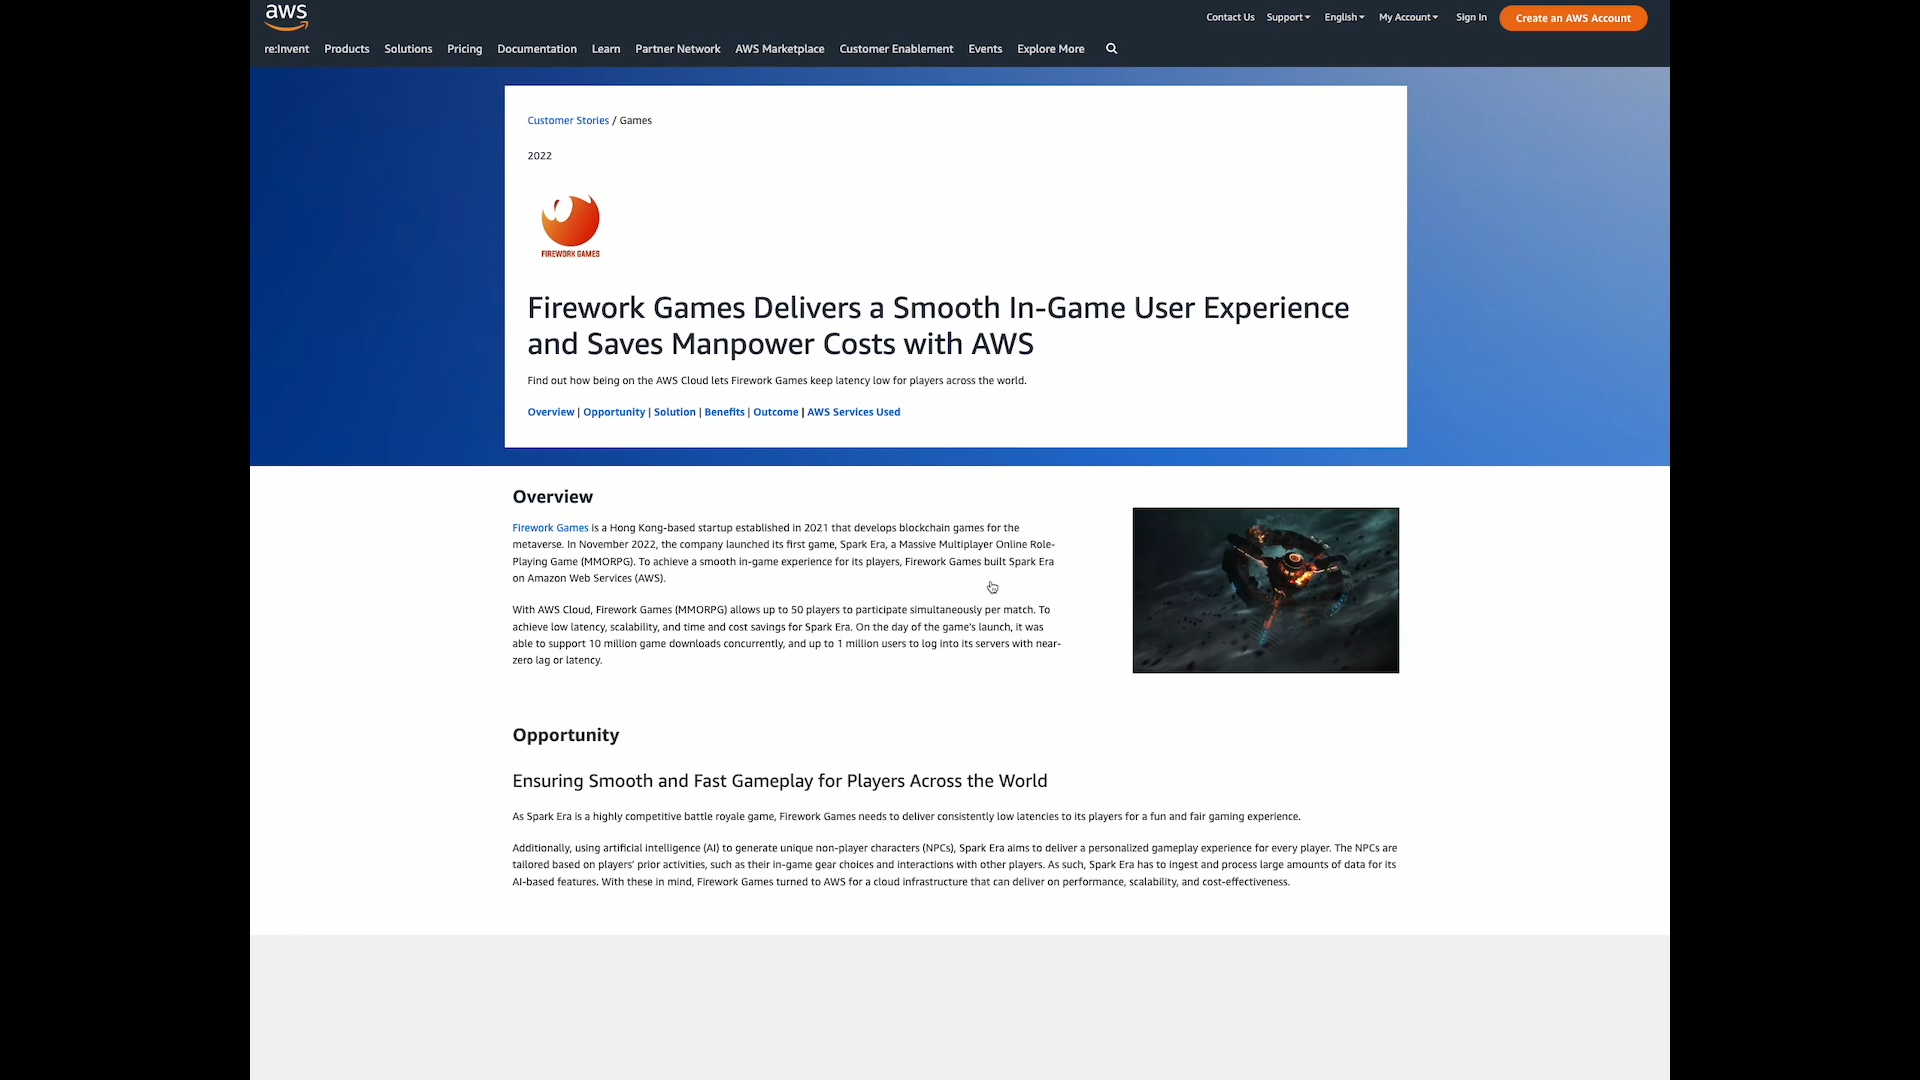 aws
Contact Us Support English My Account Sign In Create an AWS Account
re:Invent Products Solutions Pricing Documentation Learn Partner Network AWS Marketplace Customer Enablement Events Explore More
Customer Stories / Games
2022
FIREWORK GAMES
Firework Games Delivers a Smooth In-Game User Experience
and Saves Manpower Costs with AWS
Find out how being on the AWS Cloud lets Firework Games keep latency low for players across the world.
Overview | Opportunity | Solution | Benefits | Outcome | AWS Services Used
Overview
Firework Games is a Hong Kong-based startup established in 2021 that develops blockchain games for the
metaverse. In November 2022, the company launched its first game, Spark Era, a Massive Multiplayer Online Role-
Playing Game (MMORPG). To achieve a smooth in-game experience for its players, Firework Games built Spark Era
on Amazon Web Services (AWS).
With AWS Cloud, Firework Games (MMORPG) allows up to 50 players to participate simultaneously per match. To
achieve low latency, scalability, and time and cost savings for Spark Era. On the day of the game's launch, it was
able to support 10 million game downloads concurrently, and up to 1 million users to log into its servers with near-
zero lag or latency.
Opportunity
Ensuring Smooth and Fast Gameplay for Players Across the World
As Spark Era is a highly competitive battle royale game, Firework Games needs to deliver consistently low latencies to its players for a fun and fair gaming experience.
Additionally, using artificial intelligence (AI) to generate unique non-player characters (NPCs), Spark Era aims to deliver a personalized gameplay experience for every player. The NPCs are
tailored based on players' prior activities, such as their in-game gear choices and interactions with other players. As such, Spark Era has to ingest and process large amounts of data for its
AI-based features. With these in mind, Firework Games turned to AWS for a cloud infrastructure that can deliver on performance, scalability, and cost-effectiveness.